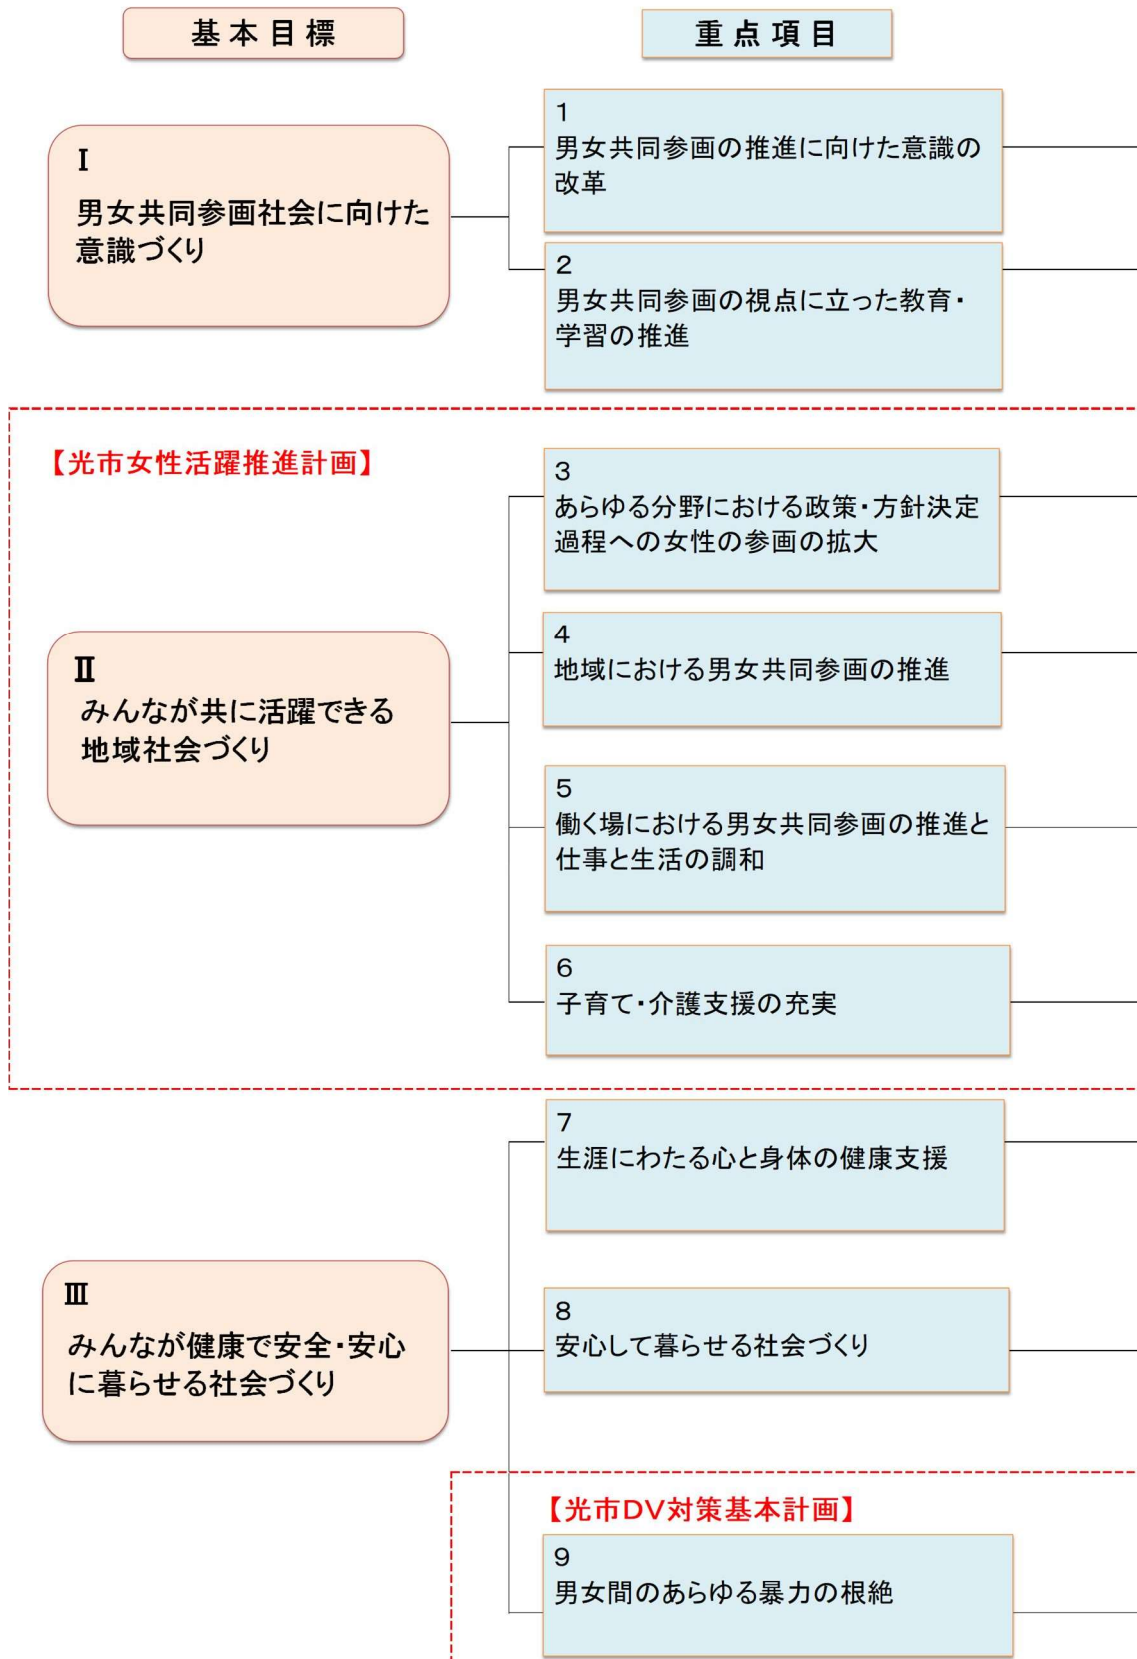 基本目標
重点項目
Ⅰ
男女共同参画社会に向けた
意識づくり
1
男女共同参画の推進に向けた意識の
改革
2
男女共同参画の視点に立った教育・
学習の推進
【光市女性活躍推進計画】
Ⅱ
みんなが共に活躍できる
地域社会づくり
3
あらゆる分野における政策・方針決定
過程への女性の参画の拡大
4
地域における男女共同参画の推進
5
働く場における男女共同参画の推進と
仕事と生活の調和
6
子育て・介護支援の充実
Ⅲ
みんなが健康で安全・安心
に暮らせる社会づくり
7
生涯にわたる心と身体の健康支援
8
安心して暮らせる社会づくり
【光市DV対策基本計画】
9
男女間のあらゆる暴力の根絶